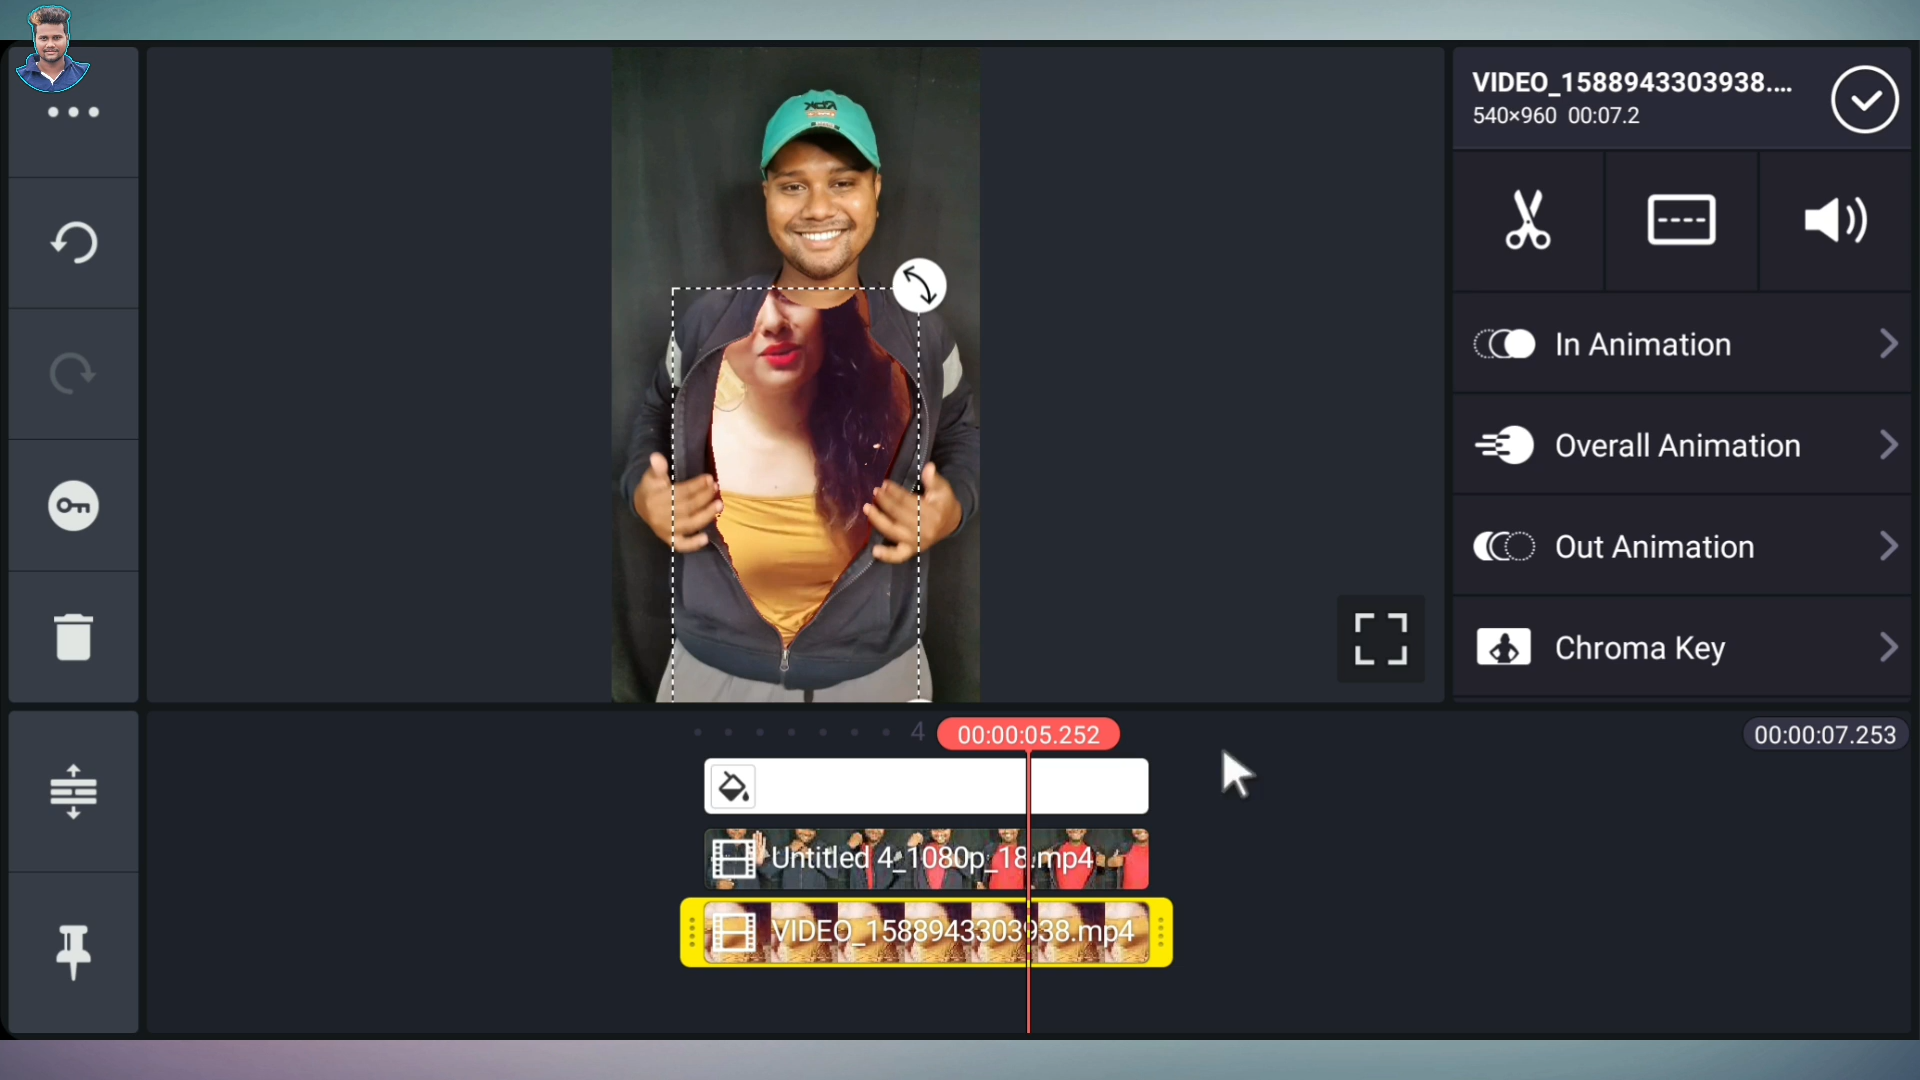 VIDEO_1588943303938....
540×960 00:07.2
In Animation
Overall Animation
Out Animation
Chroma Key
4
00:00:05.252
00:00:07.253
Untitled 4_1080p_18.mp4
VIDEO_1588943303938.mp4